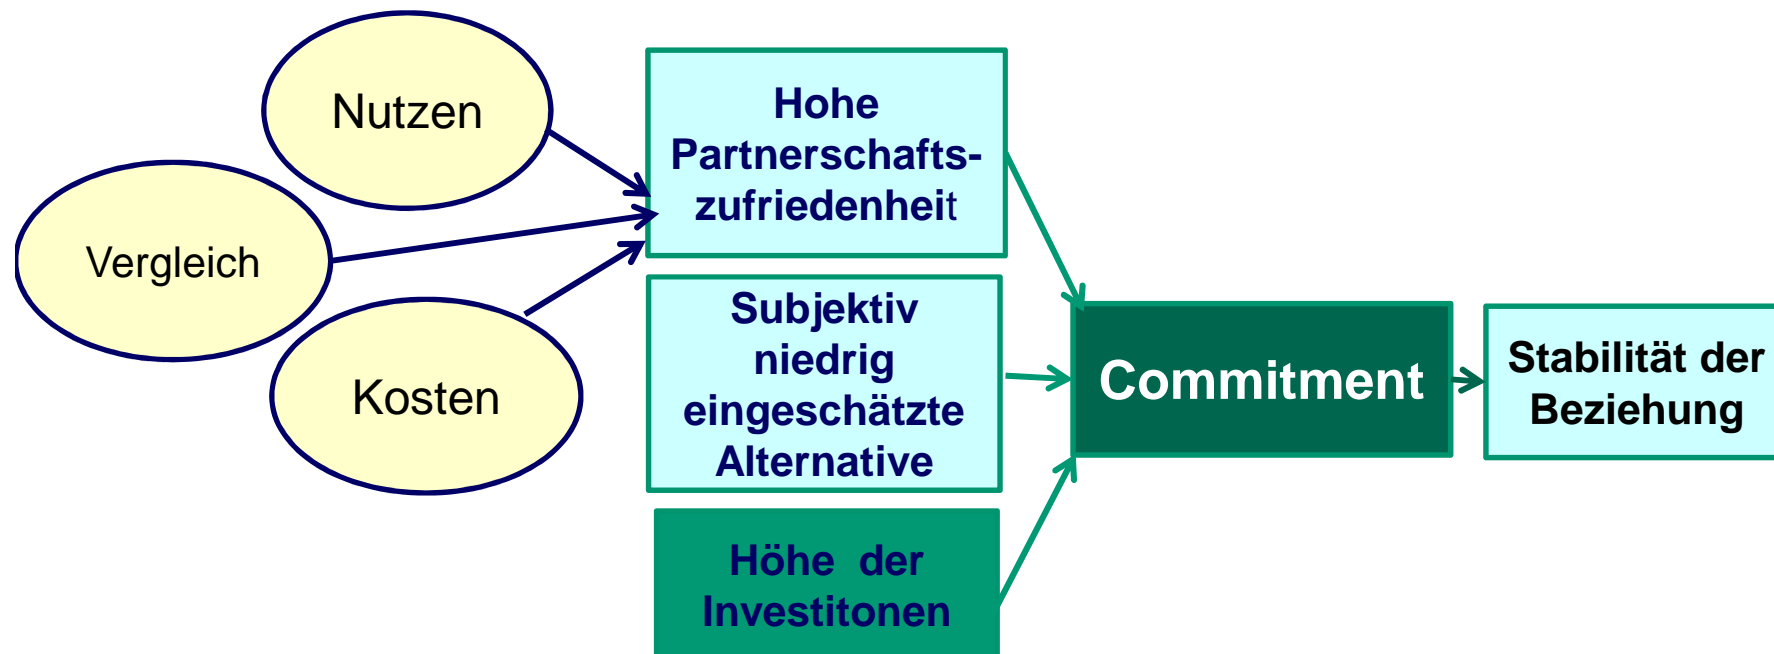 Nutzen
Vergleich
Kosten
Hohe
Partnerschafts-
zufriedenheit
Subjektiv
niedrig
eingeschätzte
Alternative
Höhe der
Investitonen
Commitment
Stabilität der
Beziehung